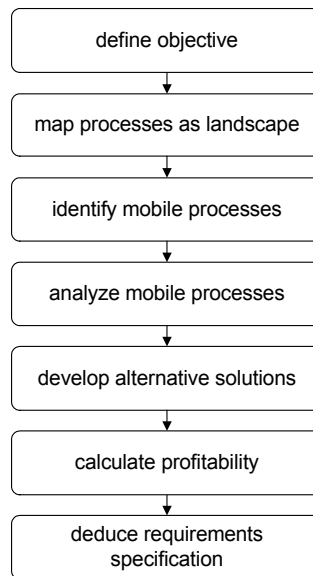 define objective
map processes as landscape
identify mobile processes
analyze mobile processes
develop alternative solutions
calculate profitability
deduce requirements
specification